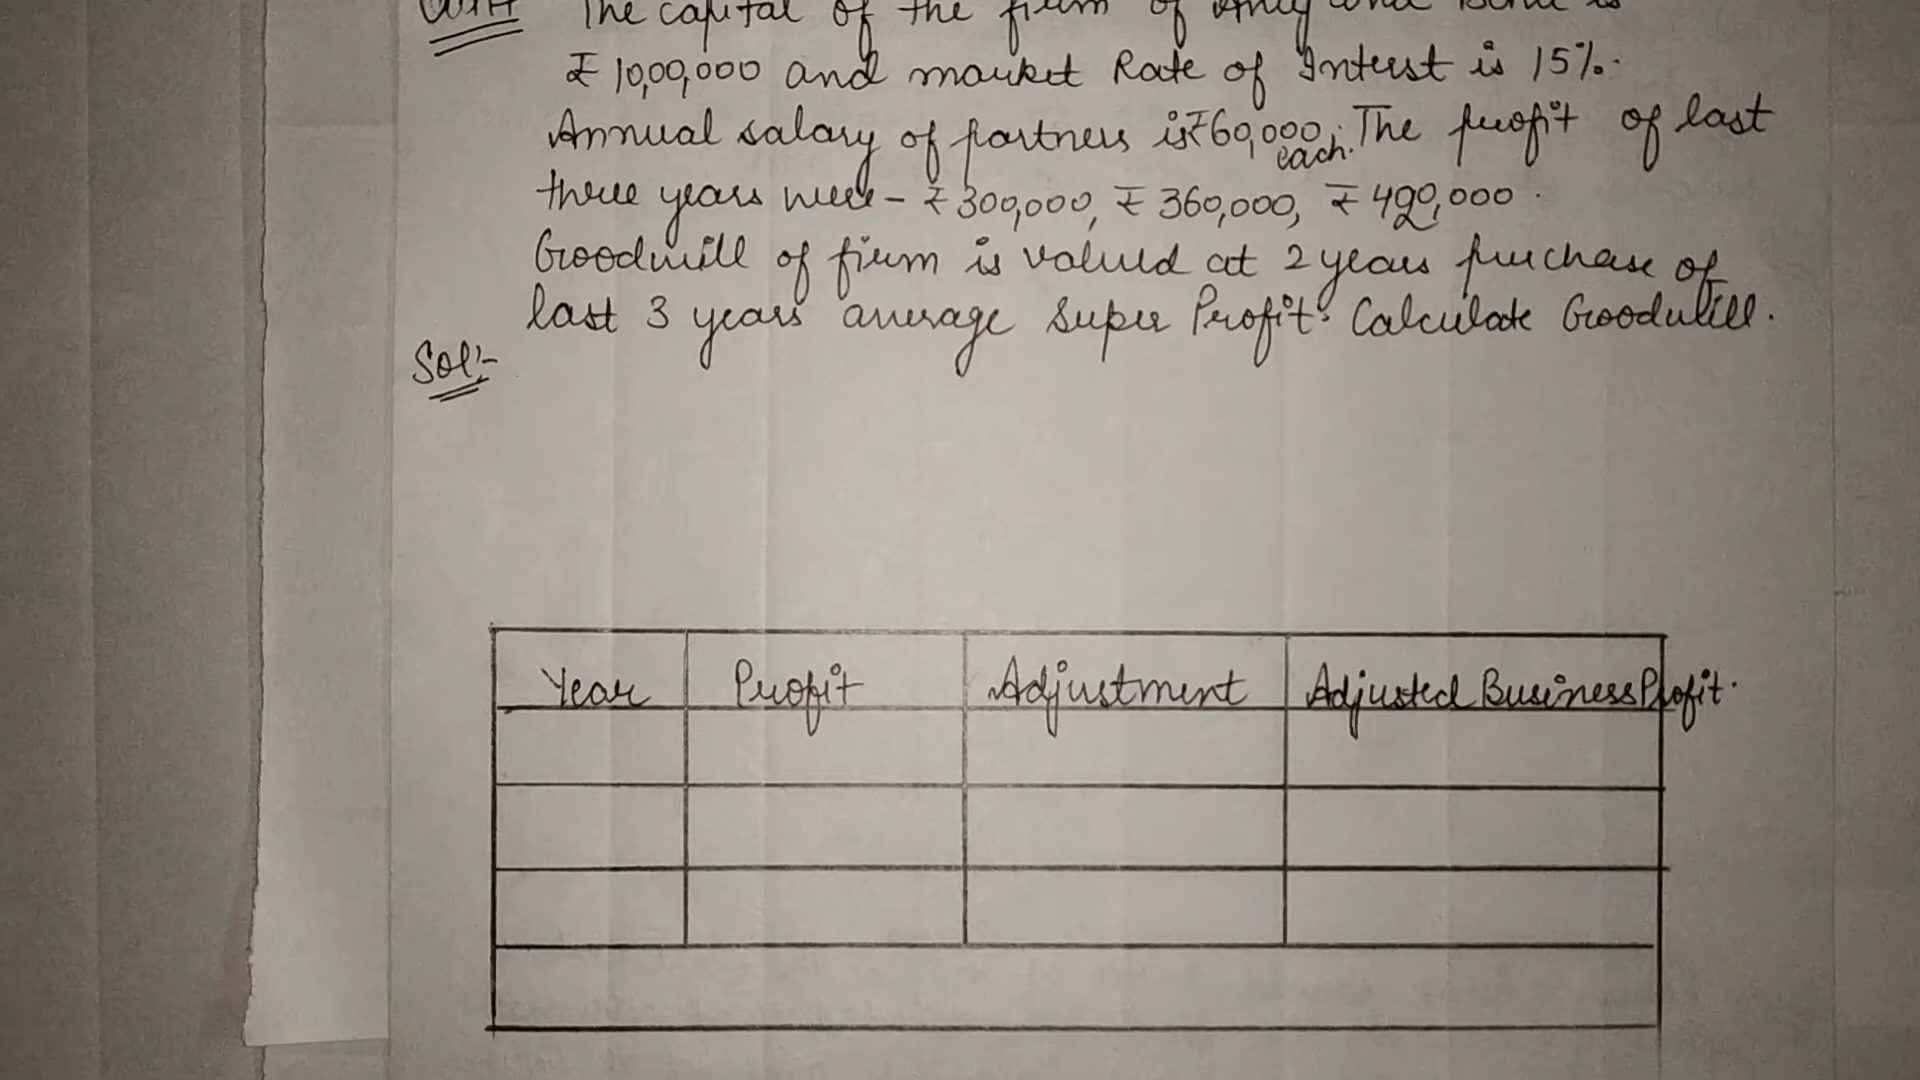 The capital of the firm of
₹ 10,00,000 and market Rate of Interest is 15%.
Annual salary of partners is ₹60,000 each. The profit of last
three years were - ₹ 300,000, ₹ 360,000, ₹ 420,000.
Goodwill of firm is valued at 2 years purchase of
last 3 years average Super Profit. Calculate Goodwill.
Sol:-
Year Profit Adjustment Adjusted Business Profit.